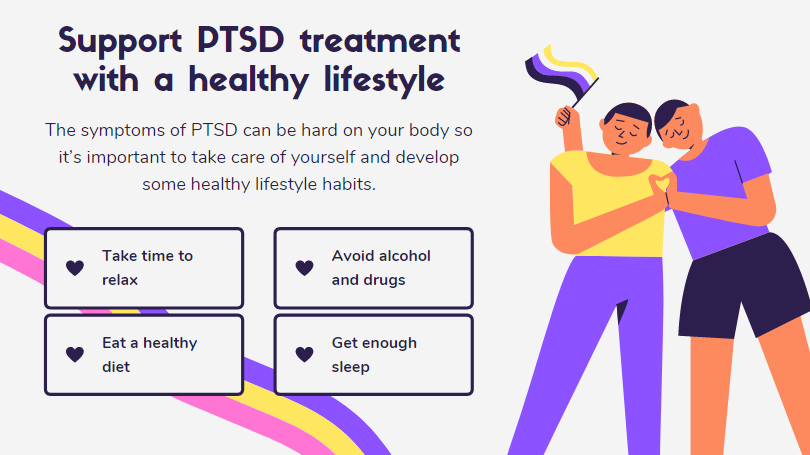 Support PTSD treatment
with a healthy lifestyle
The symptoms of PTSD can be hard on your body so
it’s important to take care of yourself and develop
some healthy lifestyle habits.
Take time to
relax
Avoid alcohol
and drugs
Eat a healthy
diet
Get enough
sleep